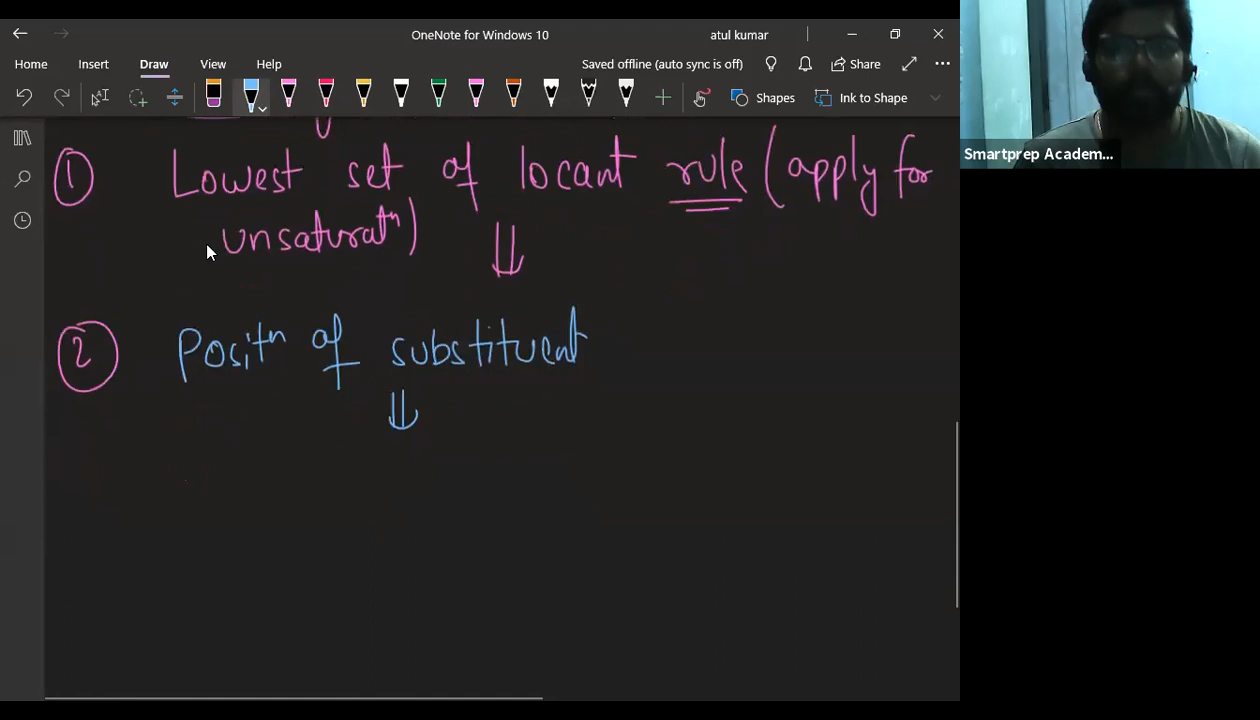 OneNote for Windows 10
atul kumar
Home Insert Draw View Help
Saved offline (auto sync is off)
Share
Shapes
Ink to Shape
Smartprep Academ...
① Lowest set of locant rule (apply for
unsaturatⁿ)
⇓
② Positⁿ of substituent
⇓